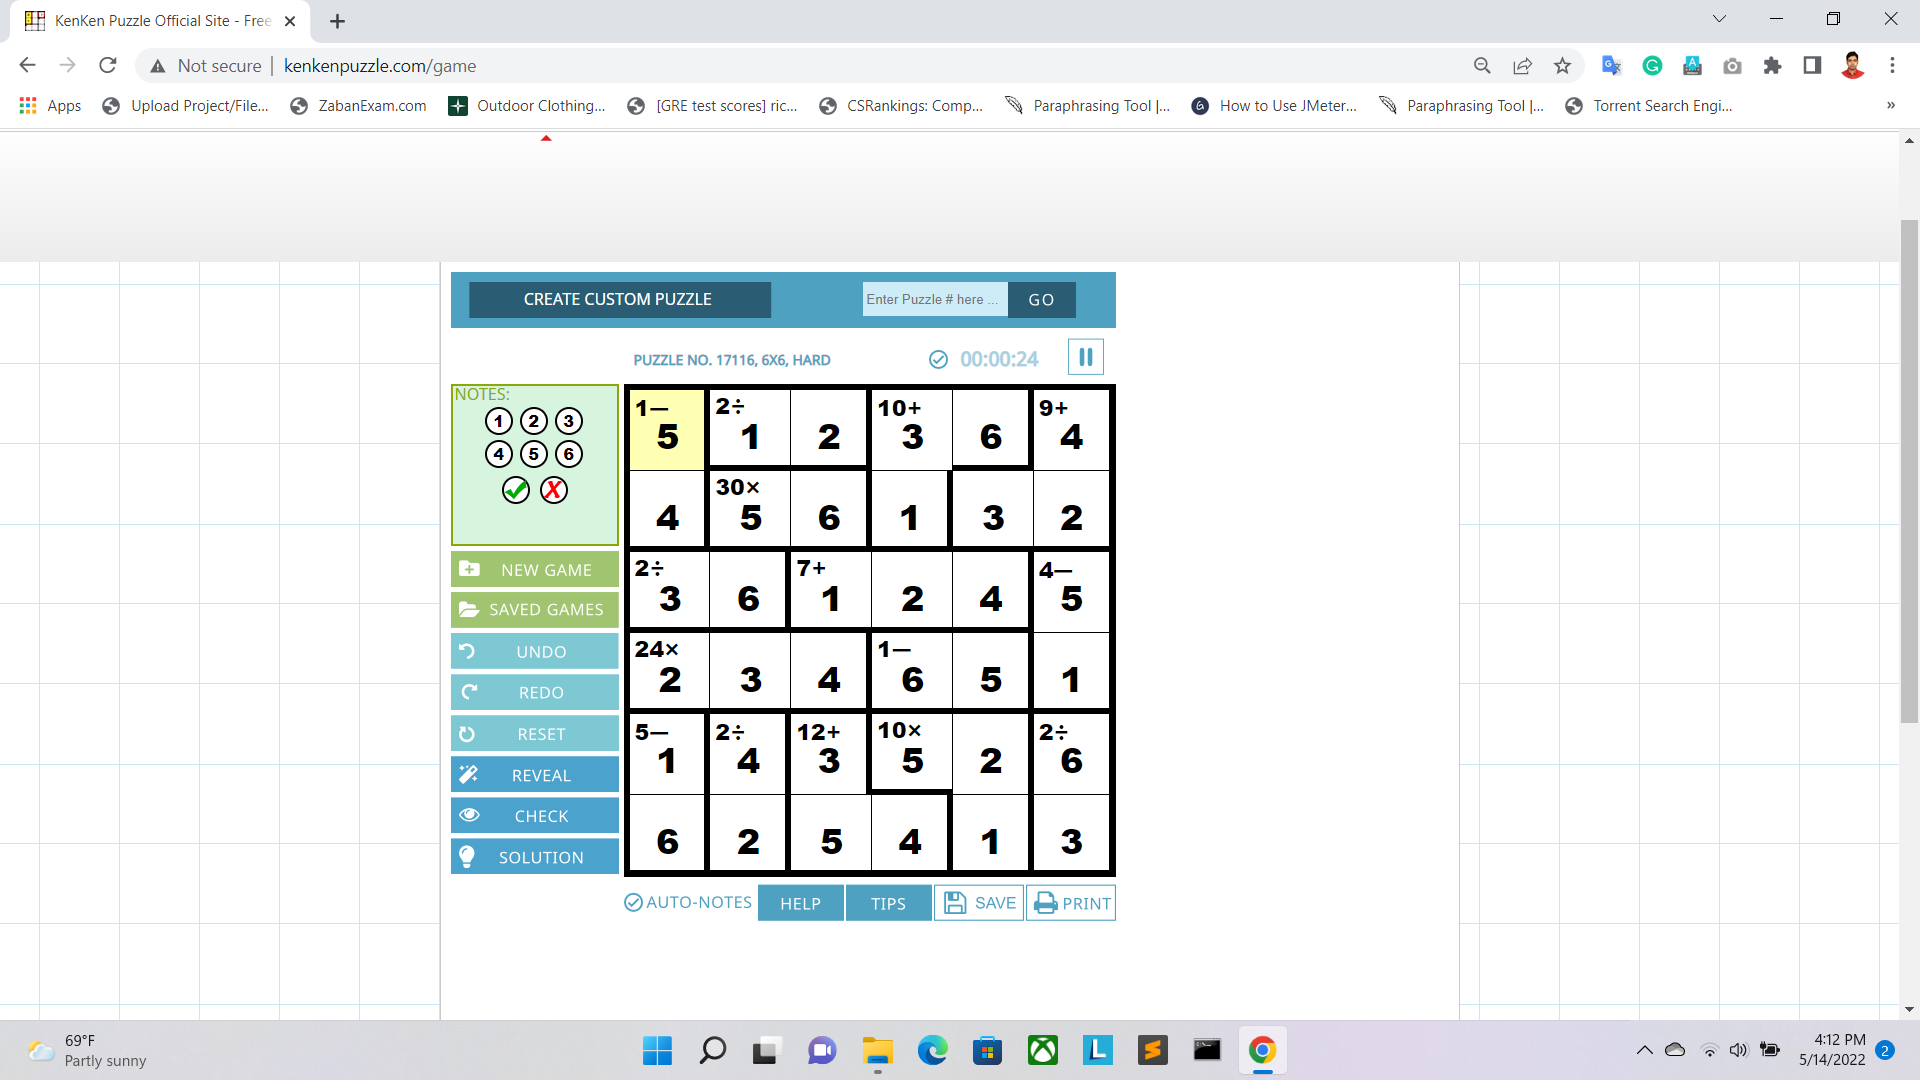 KenKen Puzzle Official Site - Free
Not secure | kenkenpuzzle.com/game
Apps Upload Project/File... ZabanExam.com Outdoor Clothing... [GRE test scores] ric... CSRankings: Comp... Paraphrasing Tool |... How to Use JMeter... Paraphrasing Tool |... Torrent Search Engi... »
CREATE CUSTOM PUZZLE Enter Puzzle # here ... GO
PUZZLE NO. 17116, 6X6, HARD 00:00:24
NOTES:
1 2 3
4 5 6
X
NEW GAME
SAVED GAMES
UNDO
REDO
RESET
REVEAL
CHECK
SOLUTION
1— 2÷ 10+ 9+
5 1 2 3 6 4
30×
4 5 6 1 3 2
2÷ 7+ 4—
3 6 1 2 4 5
24× 1—
2 3 4 6 5 1
5— 2÷ 12+ 10× 2÷
1 4 3 5 2 6
6 2 5 4 1 3
AUTO-NOTES HELP TIPS SAVE PRINT
69°F
Partly sunny
4:12 PM
5/14/2022
2